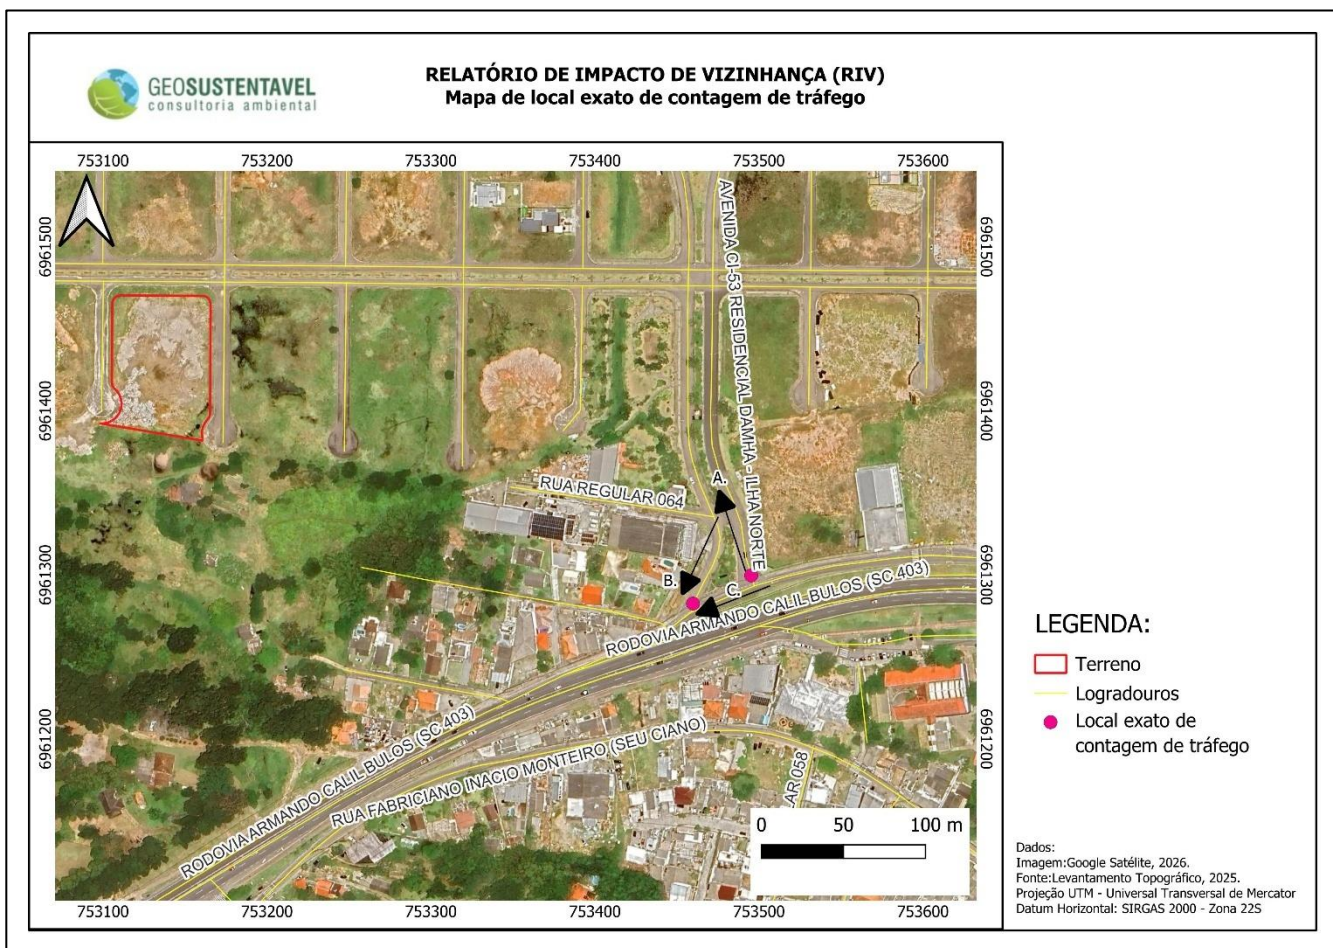 GEOSUSTENTAVEL
consultoria ambiental
RELATÓRIO DE IMPACTO DE VIZINHANÇA (RIV)
Mapa de local exato de contagem de tráfego
753100 753200 753300 753400 753500 753600
6961500
6961400
6961300
6961200
AVENIDA CI-53 RESIDENCIAL DAMHA - ILHA NORTE
RUA REGULAR 064
A.
B.
C.
RODOVIA ARMANDO CALIL BULOS (SC 403)
RODOVIA ARMANDO CALIL BULOS (SC 403)
RUA FABRICIANO INACIO MONTEIRO (SEU CIANO)
AR 058
6961500
6961400
6961300
6961200
0 50 100 m
753100 753200 753300 753400 753500 753600
LEGENDA:
Terreno
Logradouros
Local exato de
contagem de tráfego
Dados:
Imagem:Google Satélite, 2026.
Fonte:Levantamento Topográfico, 2025.
Projeção UTM - Universal Transversal de Mercator
Datum Horizontal: SIRGAS 2000 - Zona 22S